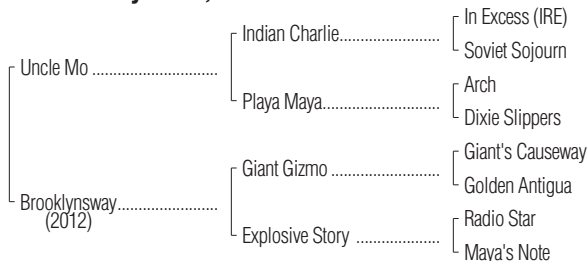 In Excess (IRE)
Indian Charlie..................
Soviet Sojourn
Uncle Mo ..............................
Arch
Playa Maya........................
Dixie Slippers
Giant's Causeway
Giant Gizmo ......................
Golden Antigua
Brooklynsway........................
(2012)
Radio Star
Explosive Story .................
Maya's Note